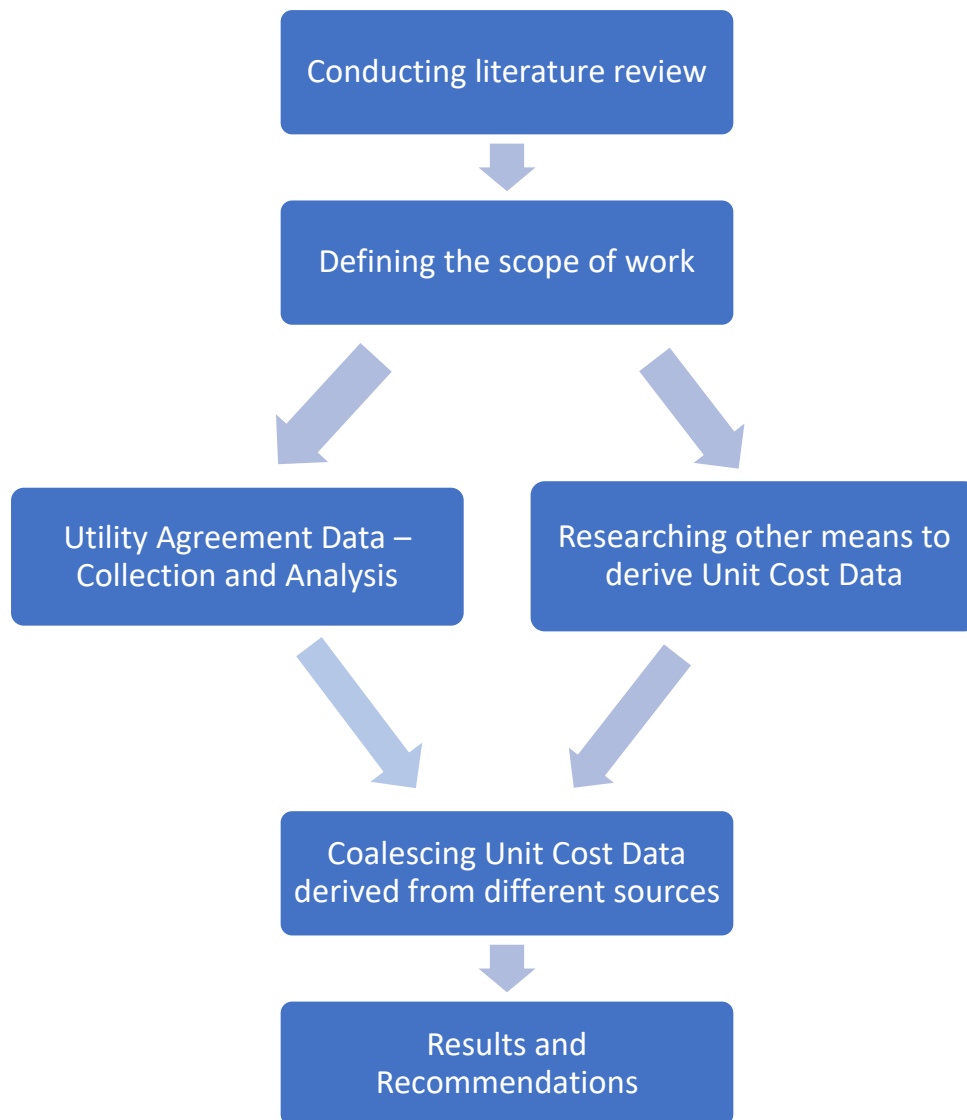 Conducting literature review
Defining the scope of work
Utility Agreement Data –
Collection and Analysis
Researching other means to
derive Unit Cost Data
Coalescing Unit Cost Data
derived from different sources
Results and
Recommendations